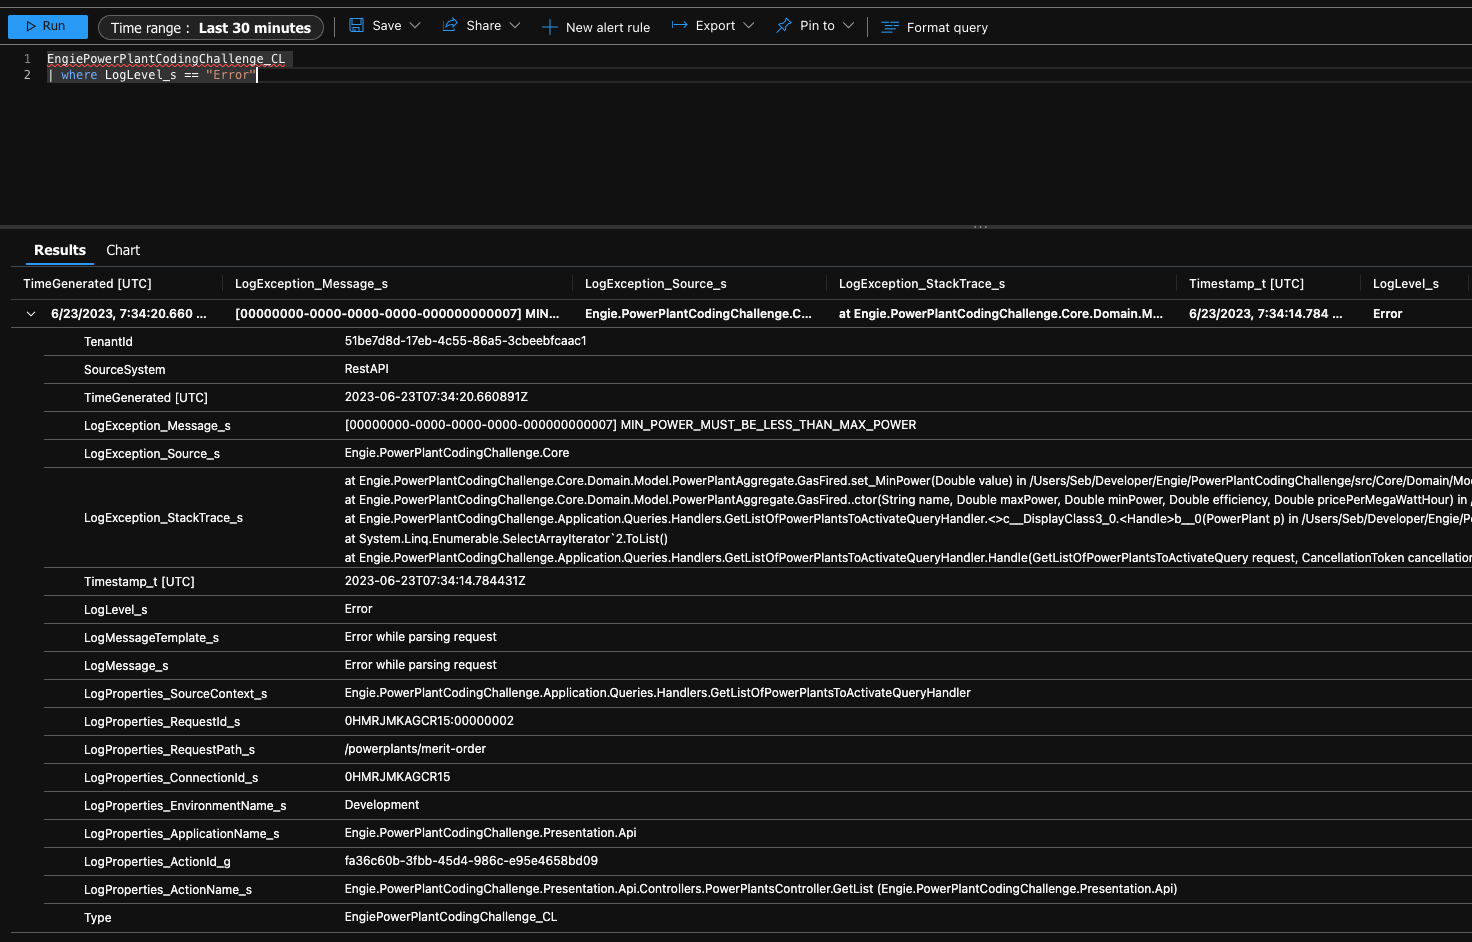 Run
Time range : Last 30 minutes
Save
Share
New alert rule
Export
Pin to
Format query
1 EngiePowerPlantCodingChallenge_CL
2 | where LogLevel_s == "Error"
Results Chart
TimeGenerated [UTC] LogException_Message_s LogException_Source_s LogException_StackTrace_s Timestamp_t [UTC] LogLevel_s
6/23/2023, 7:34:20.660 ... [00000000-0000-0000-0000-000000000007] MIN... Engie.PowerPlantCodingChallenge.C... at Engie.PowerPlantCodingChallenge.Core.Domain.M... 6/23/2023, 7:34:14.784 ... Error
TenantId 51be7d8d-17eb-4c55-86a5-3cbeebfcaac1
SourceSystem RestAPI
TimeGenerated [UTC] 2023-06-23T07:34:20.660891Z
LogException_Message_s [00000000-0000-0000-0000-000000000007] MIN_POWER_MUST_BE_LESS_THAN_MAX_POWER
LogException_Source_s Engie.PowerPlantCodingChallenge.Core
LogException_StackTrace_s
at Engie.PowerPlantCodingChallenge.Core.Domain.Model.PowerPlantAggregate.GasFired.set_MinPower(Double value) in /Users/Seb/Developer/Engie/PowerPlantCodingChallenge/src/Core/Domain/Mod
at Engie.PowerPlantCodingChallenge.Core.Domain.Model.PowerPlantAggregate.GasFired..ctor(String name, Double maxPower, Double minPower, Double efficiency, Double pricePerMegaWattHour) in /
at Engie.PowerPlantCodingChallenge.Application.Queries.Handlers.GetListOfPowerPlantsToActivateQueryHandler.<>c__DisplayClass3_0.<Handle>b__0(PowerPlant p) in /Users/Seb/Developer/Engie/P
at System.Linq.Enumerable.SelectArrayIterator`2.ToList()
at Engie.PowerPlantCodingChallenge.Application.Queries.Handlers.GetListOfPowerPlantsToActivateQueryHandler.Handle(GetListOfPowerPlantsToActivateQuery request, CancellationToken cancellation
Timestamp_t [UTC] 2023-06-23T07:34:14.784431Z
LogLevel_s Error
LogMessageTemplate_s Error while parsing request
LogMessage_s Error while parsing request
LogProperties_SourceContext_s Engie.PowerPlantCodingChallenge.Application.Queries.Handlers.GetListOfPowerPlantsToActivateQueryHandler
LogProperties_RequestId_s 0HMRJMKAGCR15:00000002
LogProperties_RequestPath_s /powerplants/merit-order
LogProperties_ConnectionId_s 0HMRJMKAGCR15
LogProperties_EnvironmentName_s Development
LogProperties_ApplicationName_s Engie.PowerPlantCodingChallenge.Presentation.Api
LogProperties_ActionId_g fa36c60b-3fbb-45d4-986c-e95e4658bd09
LogProperties_ActionName_s Engie.PowerPlantCodingChallenge.Presentation.Api.Controllers.PowerPlantsController.GetList (Engie.PowerPlantCodingChallenge.Presentation.Api)
Type EngiePowerPlantCodingChallenge_CL